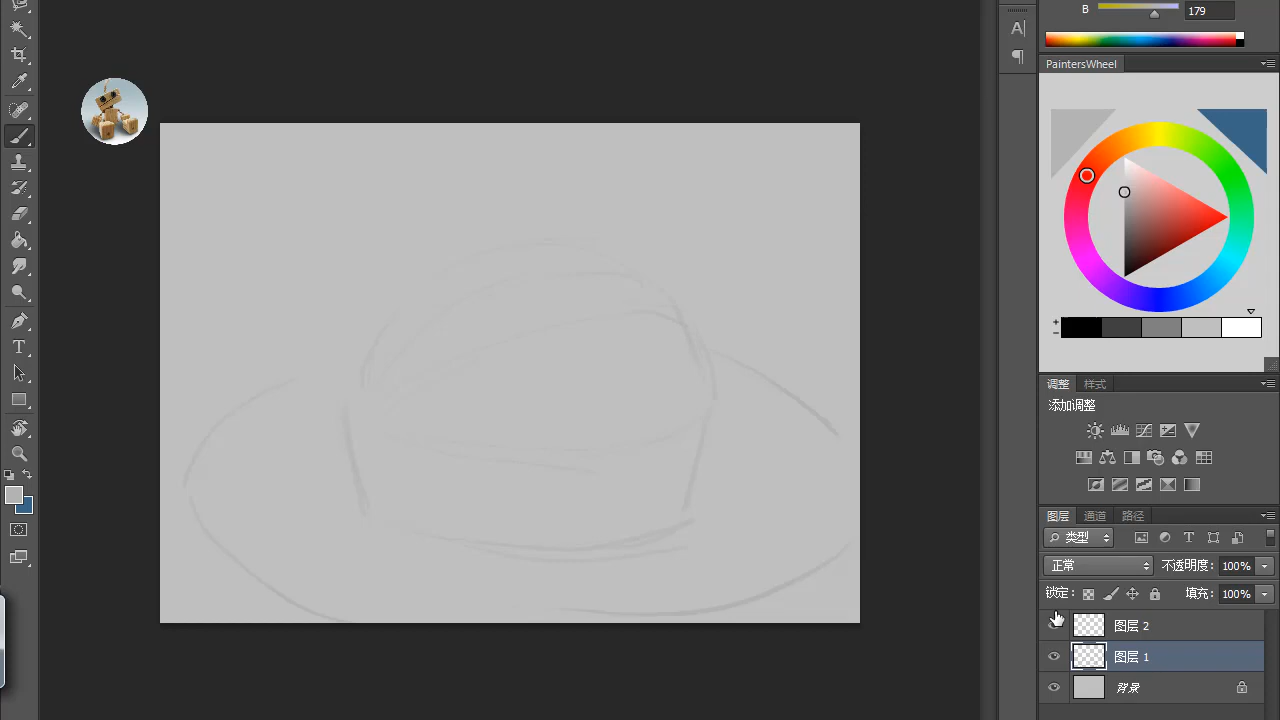 B 179
PaintersWheel
调整 样式
添加调整
图层 通道 路径
类型
正常 不透明度: 100%
锁定: 填充: 100%
图层 2
图层 1
背景